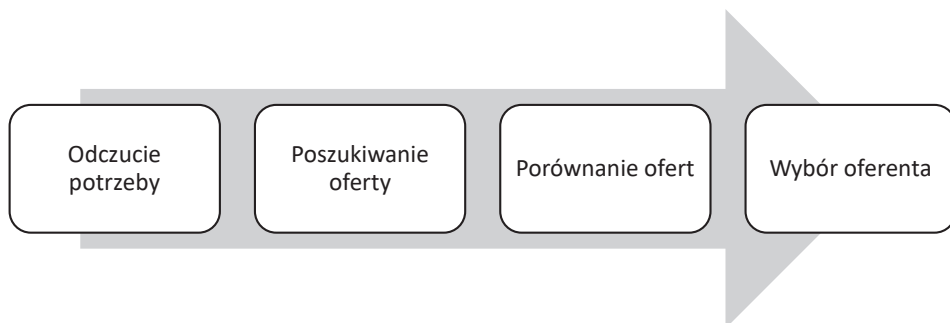 Odczucie
potrzeby
Poszukiwanie
oferty
Porównanie ofert
Wybór oferenta